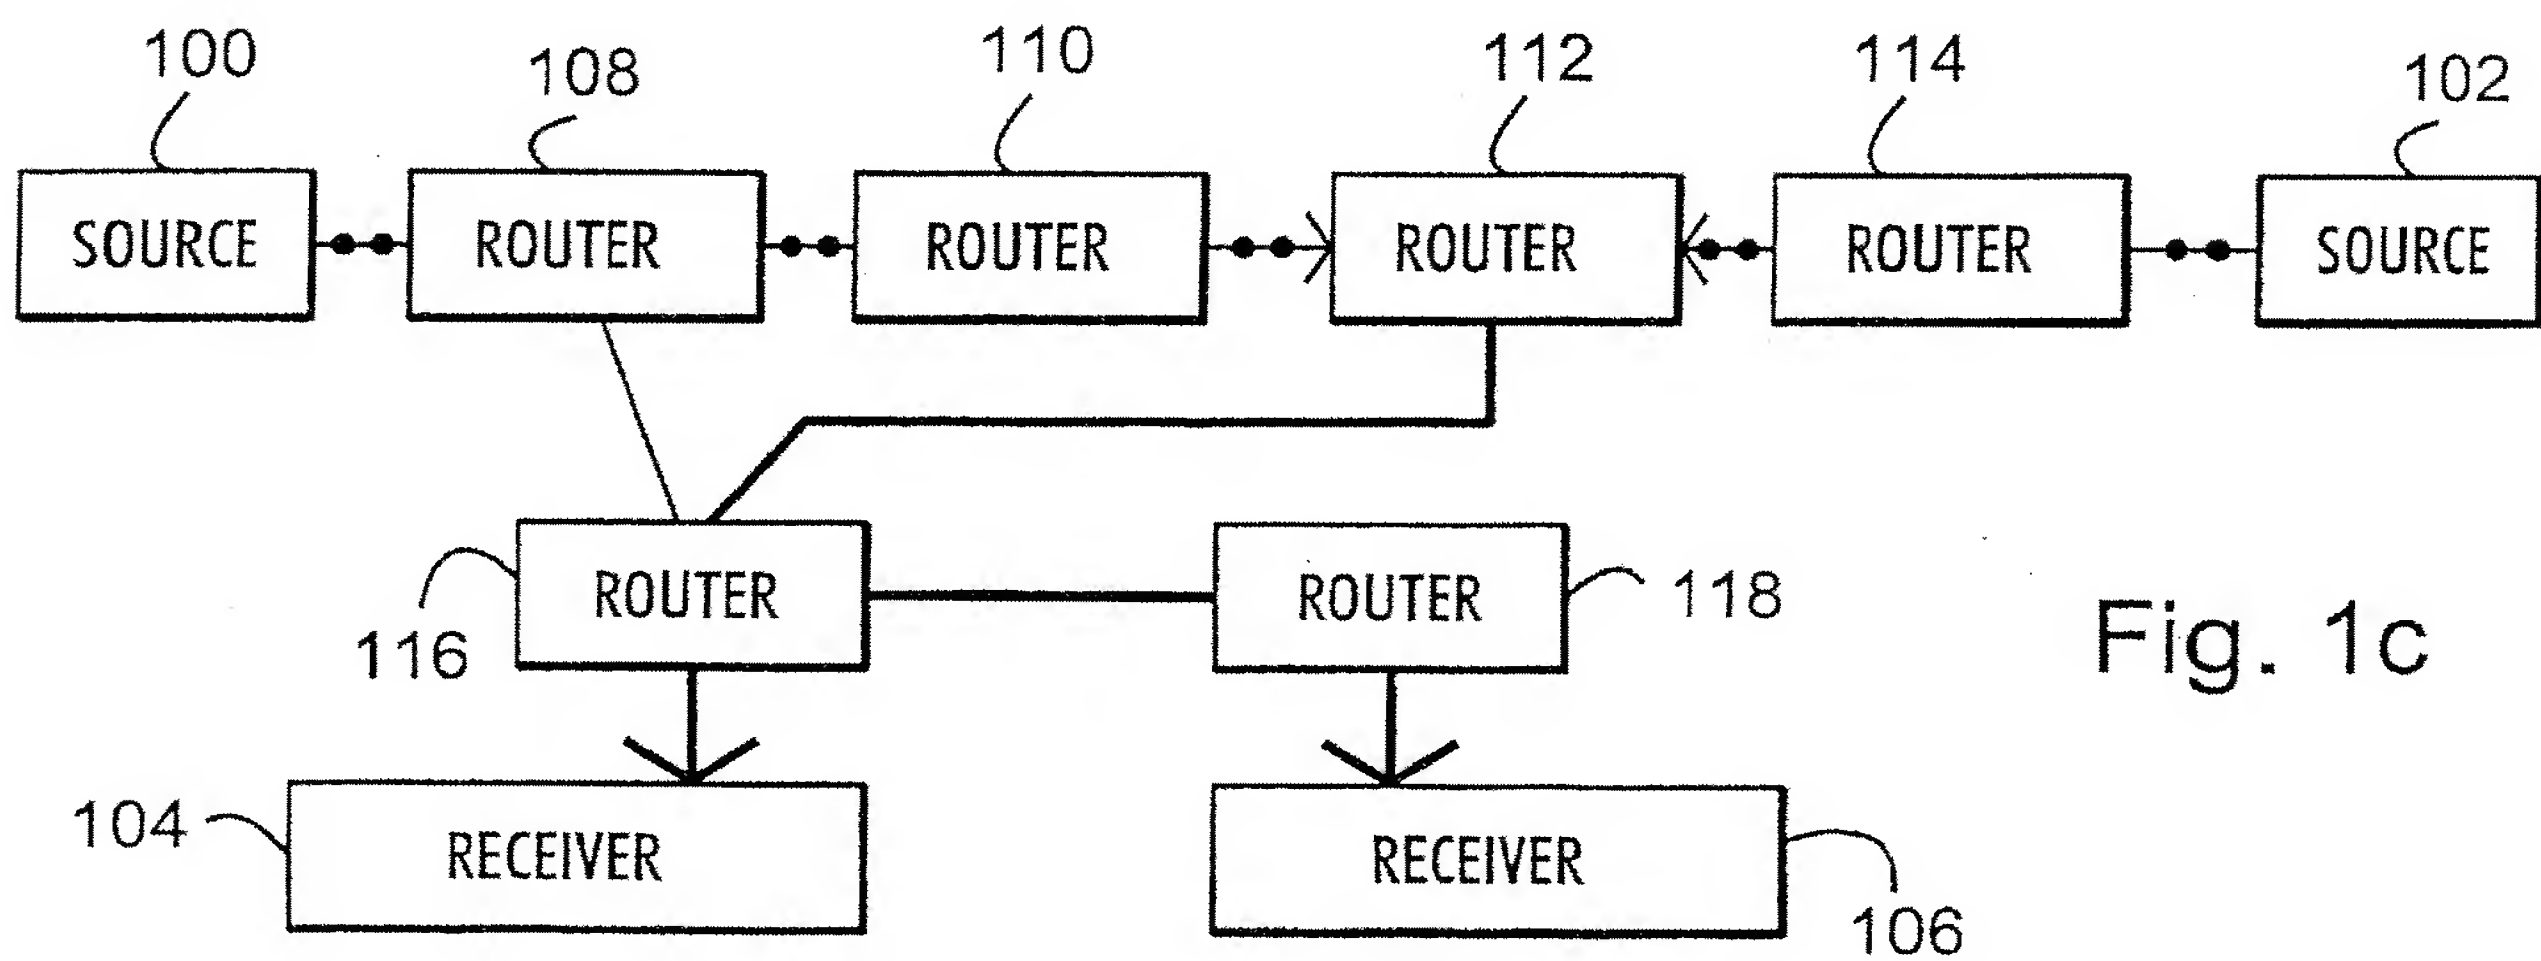 100
108
110
112
114
102
SOURCE
ROUTER
ROUTER
ROUTER
ROUTER
SOURCE
ROUTER
ROUTER
116
118
Fig. 1c
104
RECEIVER
RECEIVER
106